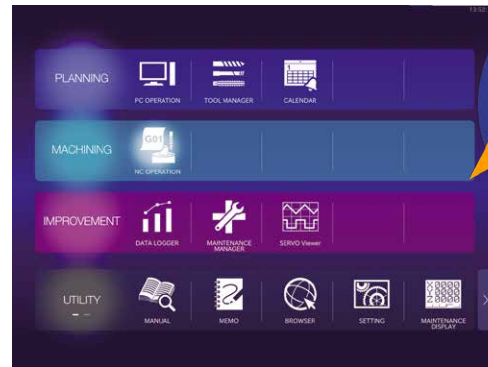 PLANNING
PC OPERATION
TOOL MANAGER
CALENDAR
MACHINING
G01
NC OPERATION
IMPROVEMENT
DATA LOGGER
MAINTENANCE
MANAGER
SERVO Viewer
UTILITY
MANUAL
MEMO
BROWSER
SETTING
MAINTENANCE
DISPLAY